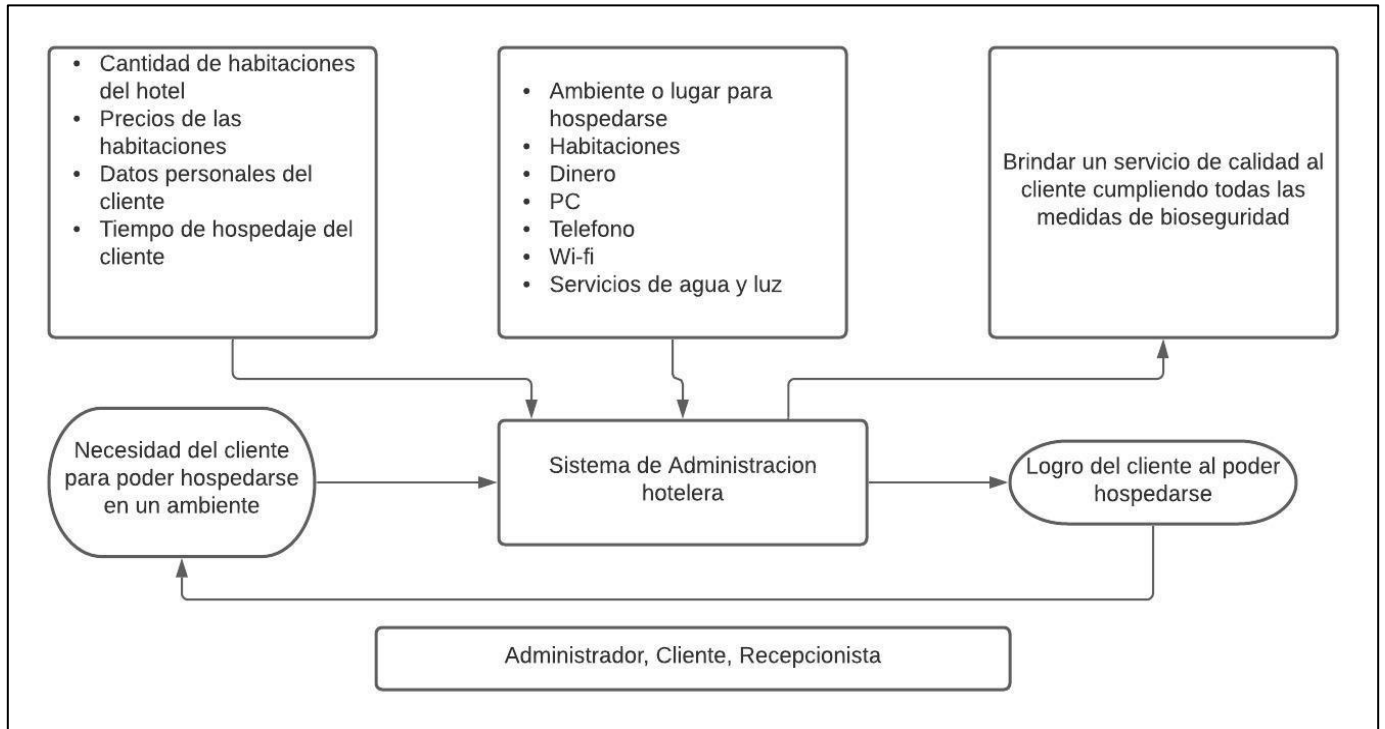 • Cantidad de habitaciones
del hotel
• Precios de las
habitaciones
• Datos personales del
cliente
• Tiempo de hospedaje del
cliente
• Ambiente o lugar para
hospedarse
• Habitaciones
• Dinero
• PC
• Telefono
• Wi-fi
• Servicios de agua y luz
Brindar un servicio de calidad al
cliente cumpliendo todas las
medidas de bioseguridad
Necesidad del cliente
para poder hospedarse
en un ambiente
Sistema de Administracion
hotelera
Logro del cliente al poder
hospedarse
Administrador, Cliente, Recepcionista